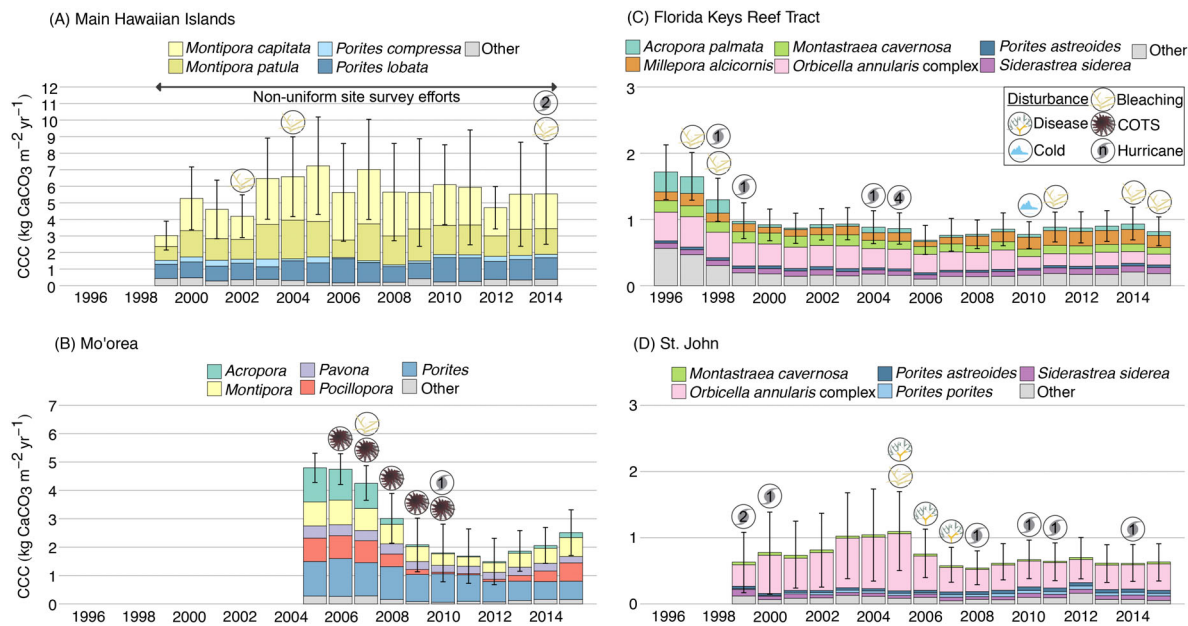 (A) Main Hawaiian Islands
Montipora capitata Porites compressa Other
Montipora patula Porites lobata
Non-uniform site survey efforts
CCC (kg CaCO₃ m⁻² yr⁻¹)
12
11
10
9
8
7
6
5
4
3
2
1
0
2
1996 1998 2000 2002 2004 2006 2008 2010 2012 2014
(C) Florida Keys Reef Tract
Acropora palmata Montastraea cavernosa Porites astreoides Other
Millepora alcicornis Orbicella annularis complex Siderastrea siderea
3
2
1
0
Disturbance Bleaching
Disease COTS
Cold n Hurricane
1
1
1
4
1996 1998 2000 2002 2004 2006 2008 2010 2012 2014
(B) Mo'orea
Acropora Pavona Porites
Montipora Pocillopora Other
CCC (kg CaCO₃ m⁻² yr⁻¹)
7
6
5
4
3
2
1
0
1
1996 1998 2000 2002 2004 2006 2008 2010 2012 2014
(D) St. John
Montastraea cavernosa Porites astreoides Siderastrea siderea
Orbicella annularis complex Porites porites Other
3
2
1
0
2
1
1
1
1
1
1996 1998 2000 2002 2004 2006 2008 2010 2012 2014